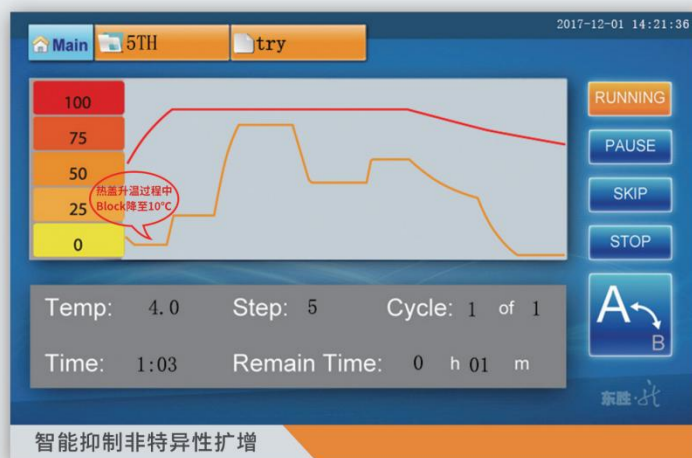 2017-12-01 14:21:36
Main
5TH
try
100
75
50
25
0
热盖升温过程中
Block降至10℃
RUNNING
PAUSE
SKIP
STOP
A
B
Temp: 4.0 Step: 5 Cycle: 1 of 1
Time: 1:03 Remain Time: 0 h 01 m
东胜·龙
智能抑制非特异性扩增